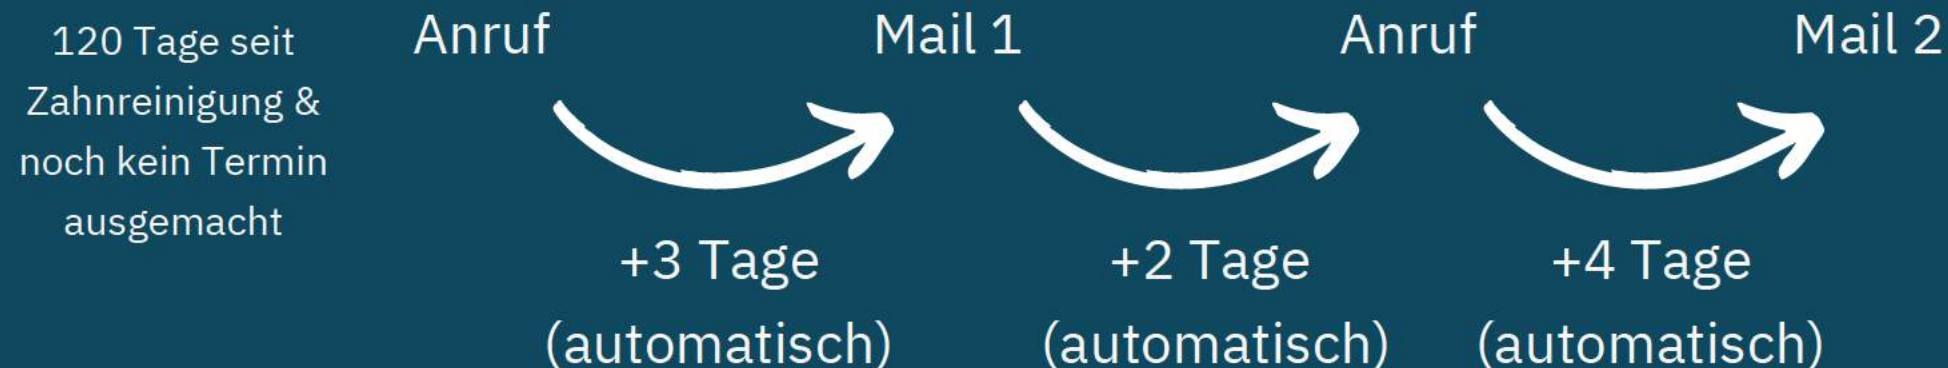 120 Tage seit
Zahnreinigung &
noch kein Termin
ausgemacht
Anruf
Mail 1
Anruf
Mail 2
+3 Tage
(automatisch)
+2 Tage
(automatisch)
+4 Tage
(automatisch)